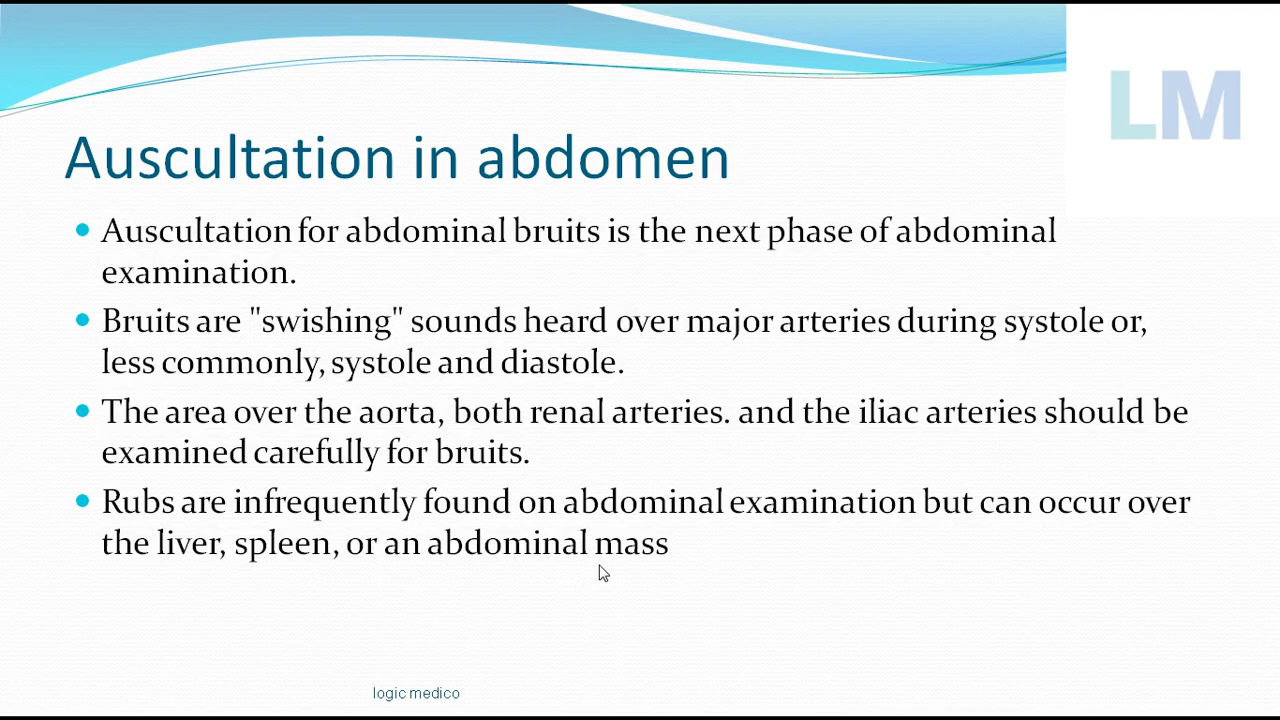 LM
Auscultation in abdomen
Auscultation for abdominal bruits is the next phase of abdominal
examination.
Bruits are "swishing" sounds heard over major arteries during systole or,
less commonly, systole and diastole.
The area over the aorta, both renal arteries. and the iliac arteries should be
examined carefully for bruits.
Rubs are infrequently found on abdominal examination but can occur over
the liver, spleen, or an abdominal mass
logic medico